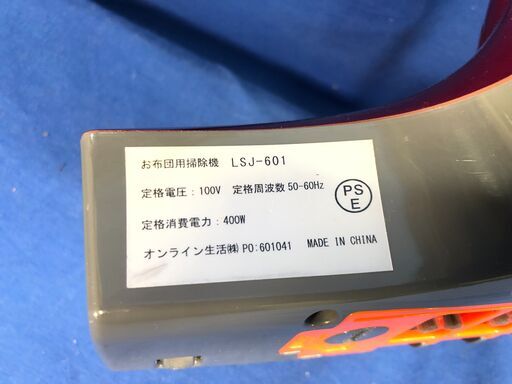 お布団用掃除機 LSJ-601
定格電圧：100V 定格周波数50-60Hz
PS
E
定格消費電力：400W
オンライン生活㈱ PO:601041 MADE IN CHINA